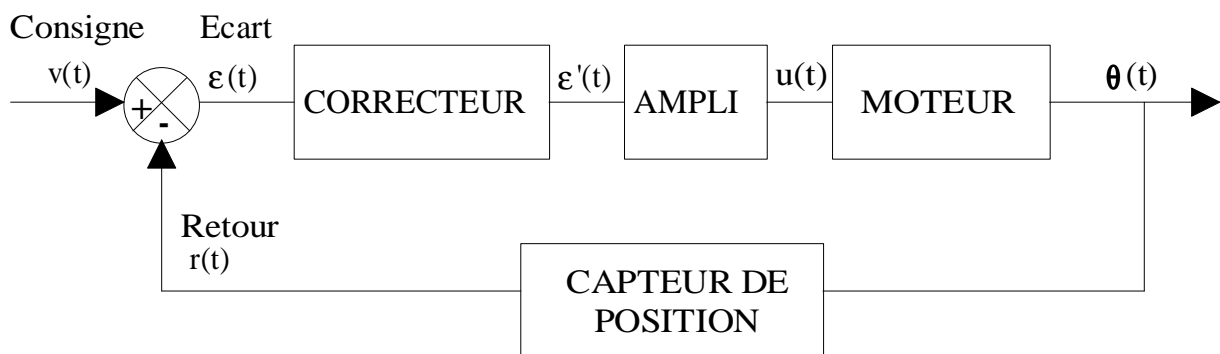 Consigne
Ecart
v(t)
ε(t)
CORRECTEUR
ε'(t)
AMPLI
u(t)
MOTEUR
θ(t)
+
-
Retour
r(t)
CAPTEUR DE
POSITION